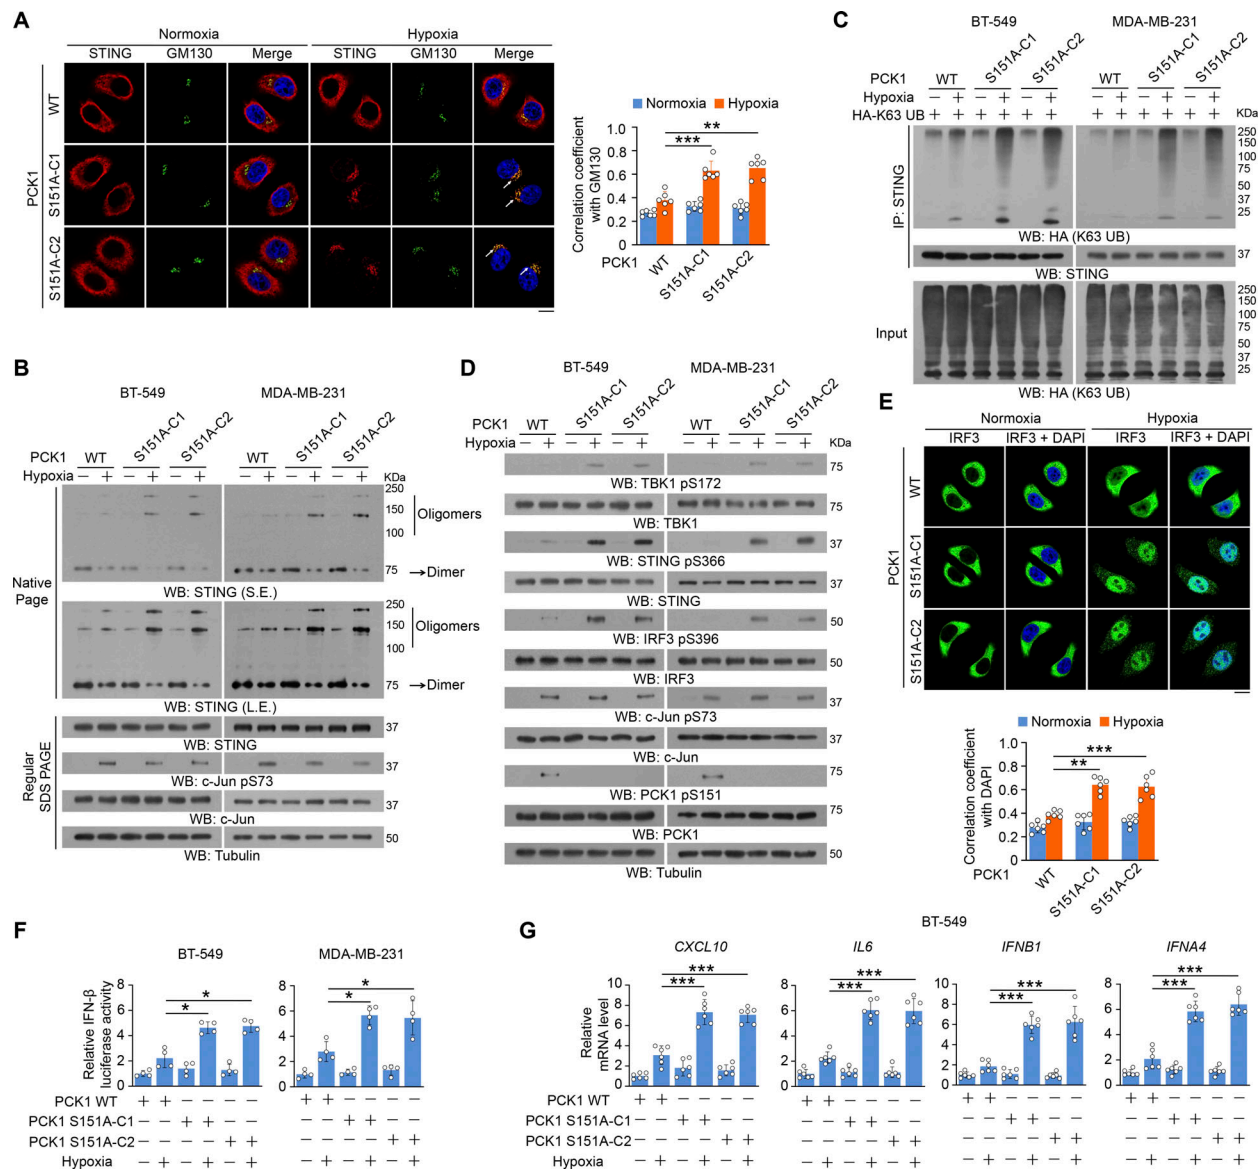 A
Normoxia Hypoxia
STING GM130 Merge STING GM130 Merge
PCK1
WT
S151A-C1
S151A-C2
Normoxia Hypoxia
Correlation coefficient
with GM130
1.0
0.8
0.6
0.4
0.2
0
** 
***
PCK1 WT S151A-C1 S151A-C2
C
BT-549 MDA-MB-231
PCK1 WT S151A-C1 S151A-C2 WT S151A-C1 S151A-C2
Hypoxia – + – + – + – + – + – +
HA-K63 UB + + + + + + + + + + + + KDa
IP: STING
250
150
100
75
50
37
25
WB: HA (K63 UB)
37
WB: STING
Input
250
150
100
75
50
37
25
WB: HA (K63 UB)
B
BT-549 MDA-MB-231
PCK1 WT S151A-C1 S151A-C2 WT S151A-C1 S151A-C2
Hypoxia – + – + – + – + – + – + KDa
Native
Page
250
150
100
Oligomers
75 →Dimer
WB: STING (S.E.)
250
150
100
Oligomers
75 →Dimer
WB: STING (L.E.)
Regular
SDS PAGE
37
WB: STING
37
WB: c-Jun pS73
37
WB: c-Jun
50
WB: Tubulin
D
BT-549 MDA-MB-231
PCK1 WT S151A-C1 S151A-C2 WT S151A-C1 S151A-C2
Hypoxia – + – + – + – + – + – + KDa
75
WB: TBK1 pS172
75
WB: TBK1
37
WB: STING pS366
37
WB: STING
50
WB: IRF3 pS396
50
WB: IRF3
37
WB: c-Jun pS73
37
WB: c-Jun
75
WB: PCK1 pS151
75
WB: PCK1
50
WB: Tubulin
E
Normoxia Hypoxia
IRF3 IRF3 + DAPI IRF3 IRF3 + DAPI
PCK1
WT
S151A-C1
S151A-C2
Normoxia Hypoxia
Correlation coefficient
with DAPI
1.0
0.8
0.6
0.4
0.2
0
***
**
PCK1 WT S151A-C1 S151A-C2
F
BT-549 MDA-MB-231
Relative IFN-β
luciferase activity
8
6
4
2
0
*
*
8
6
4
2
0
*
*
PCK1 WT + + – – – – + + – – – –
PCK1 S151A-C1 – – + + – – – – + + – –
PCK1 S151A-C2 – – – – + + – – – – + +
Hypoxia – + – + – + – + – + – +
G
BT-549
CXCL10 IL6 IFNB1 IFNA4
Relative
mRNA level
10
8
6
4
2
0
***
***
10
8
6
4
2
0
***
***
10
8
6
4
2
0
***
***
8
6
4
2
0
***
***
PCK1 WT + + – – – – + + – – – – + + – – – – + + – – – –
PCK1 S151A-C1 – – + + – – – – + + – – – – + + – – – – + + – –
PCK1 S151A-C2 – – – – + + – – – – + + – – – – + + – – – – + +
Hypoxia – + – + – + – + – + – + – + – + – + – + – + – +